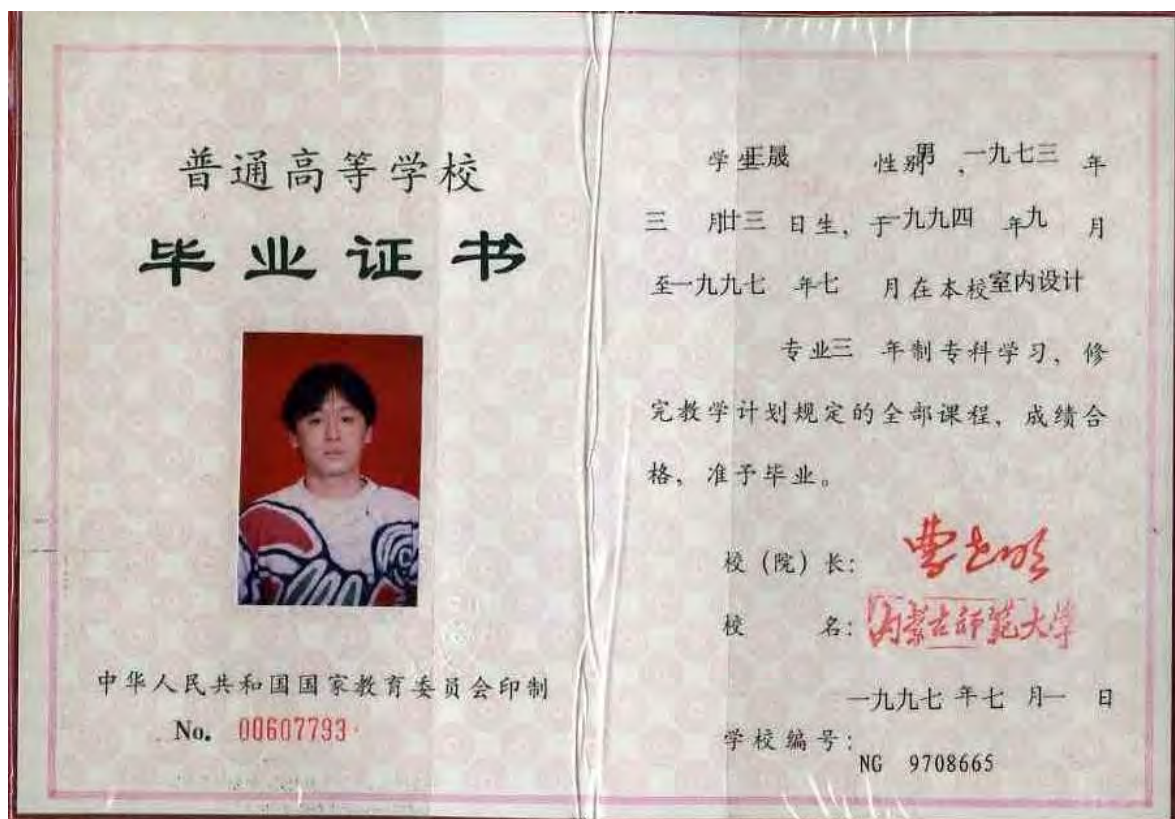 普通高等学校
毕业证书
中华人民共和国国家教育委员会印制
No. 00607793
学生王晟 性别男，一九七三 年
三 月廿三 日生，于一九九四 年九 月
至一九九七 年七 月在本校室内设计
专业三 年制专科学习，修
完教学计划规定的全部课程，成绩合
格，准予毕业。
校（院）长：
校 名：内蒙古师范大学
一九九七 年七 月一 日
学校编号：
NG 9708665